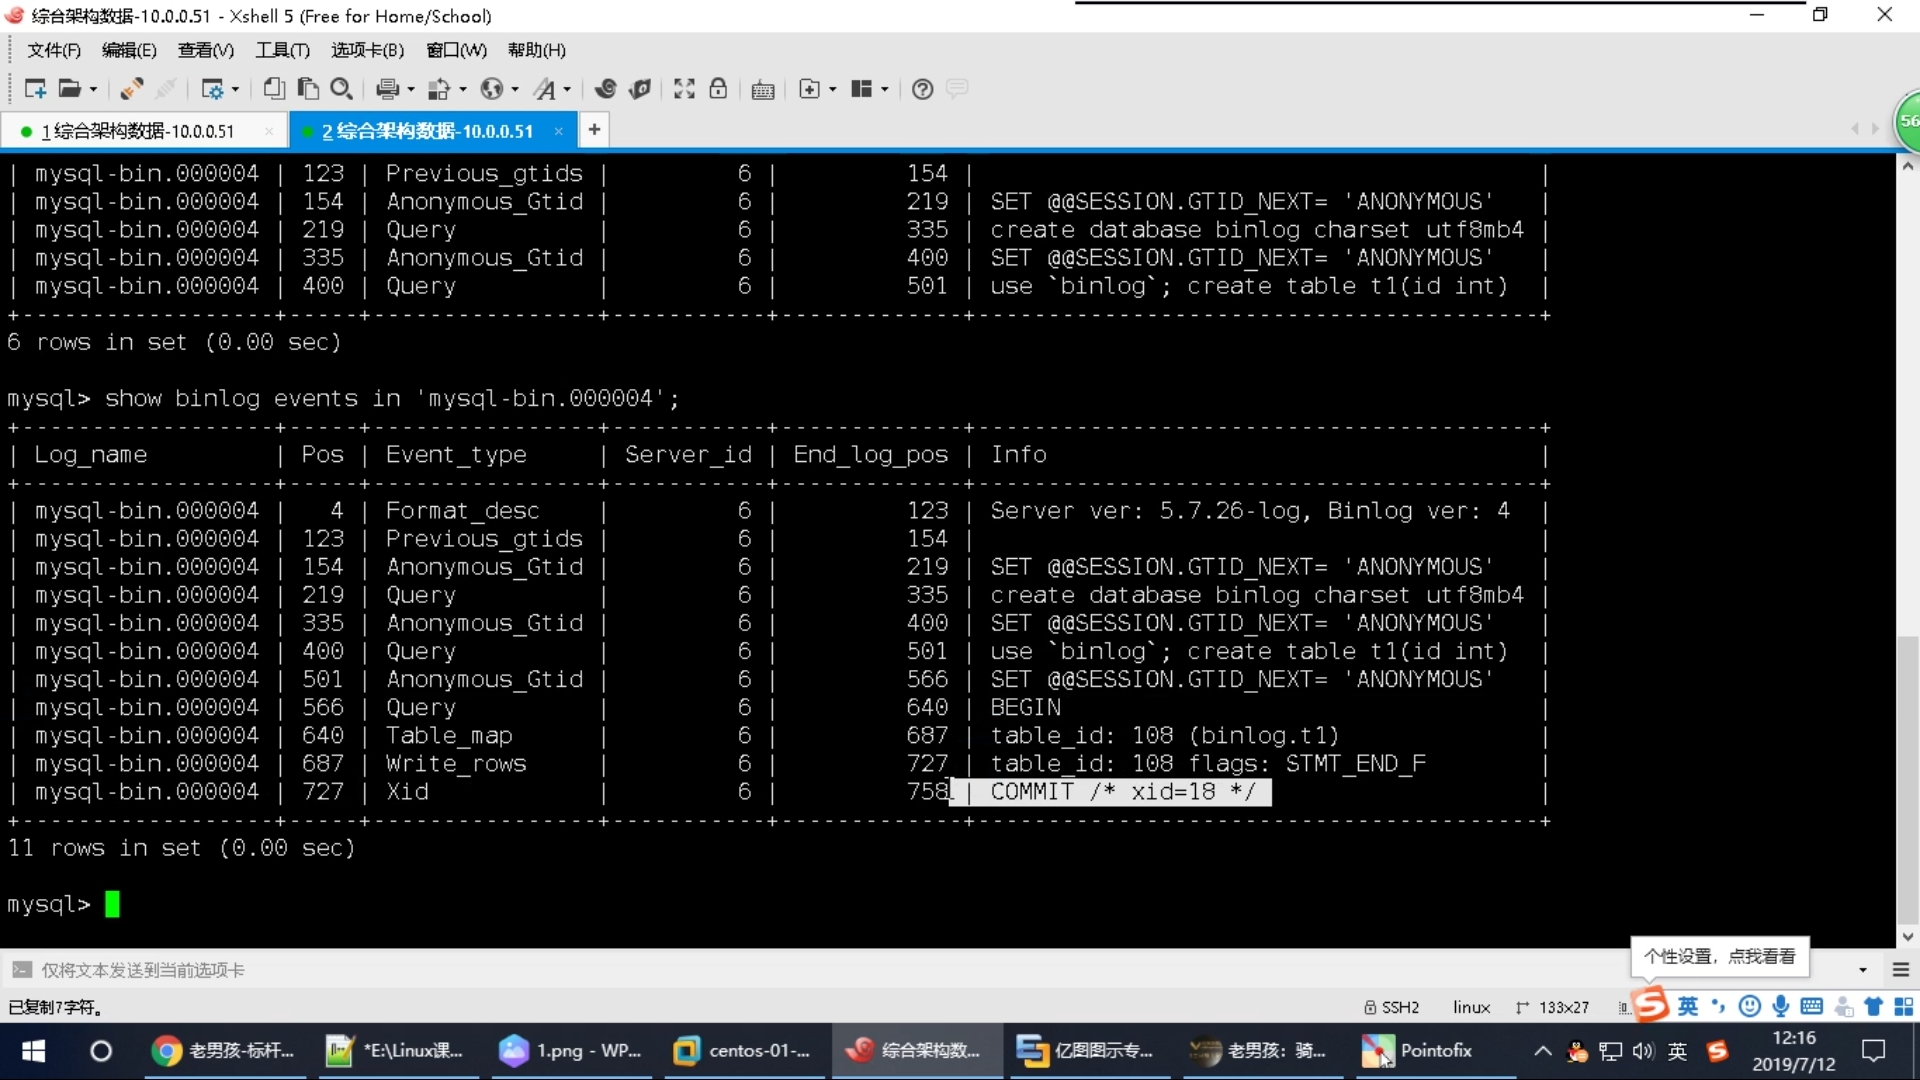 综合架构数据-10.0.0.51 - Xshell 5 (Free for Home/School)
文件(F) 编辑(E) 查看(V) 工具(T) 选项卡(B) 窗口(W) 帮助(H)
1 综合架构数据-10.0.0.51 × 2 综合架构数据-10.0.0.51 × +
56
| mysql-bin.000004 | 123 | Previous_gtids | 6 | 154 | |
| mysql-bin.000004 | 154 | Anonymous_Gtid | 6 | 219 | SET @@SESSION.GTID_NEXT= 'ANONYMOUS' |
| mysql-bin.000004 | 219 | Query | 6 | 335 | create database binlog charset utf8mb4 |
| mysql-bin.000004 | 335 | Anonymous_Gtid | 6 | 400 | SET @@SESSION.GTID_NEXT= 'ANONYMOUS' |
| mysql-bin.000004 | 400 | Query | 6 | 501 | use `binlog`; create table t1(id int) |
+------------------+-----+----------------+-----------+-------------+----------------------------------------+
6 rows in set (0.00 sec)
mysql> show binlog events in 'mysql-bin.000004';
+------------------+-----+----------------+-----------+-------------+----------------------------------------+
| Log_name | Pos | Event_type | Server_id | End_log_pos | Info |
+------------------+-----+----------------+-----------+-------------+----------------------------------------+
| mysql-bin.000004 | 4 | Format_desc | 6 | 123 | Server ver: 5.7.26-log, Binlog ver: 4 |
| mysql-bin.000004 | 123 | Previous_gtids | 6 | 154 | |
| mysql-bin.000004 | 154 | Anonymous_Gtid | 6 | 219 | SET @@SESSION.GTID_NEXT= 'ANONYMOUS' |
| mysql-bin.000004 | 219 | Query | 6 | 335 | create database binlog charset utf8mb4 |
| mysql-bin.000004 | 335 | Anonymous_Gtid | 6 | 400 | SET @@SESSION.GTID_NEXT= 'ANONYMOUS' |
| mysql-bin.000004 | 400 | Query | 6 | 501 | use `binlog`; create table t1(id int) |
| mysql-bin.000004 | 501 | Anonymous_Gtid | 6 | 566 | SET @@SESSION.GTID_NEXT= 'ANONYMOUS' |
| mysql-bin.000004 | 566 | Query | 6 | 640 | BEGIN |
| mysql-bin.000004 | 640 | Table_map | 6 | 687 | table_id: 108 (binlog.t1) |
| mysql-bin.000004 | 687 | Write_rows | 6 | 727 | table_id: 108 flags: STMT_END_F |
| mysql-bin.000004 | 727 | Xid | 6 | 758 | COMMIT /* xid=18 */ |
+------------------+-----+----------------+-----------+-------------+----------------------------------------+
11 rows in set (0.00 sec)
mysql>
个性设置，点我看看
仅将文本发送到当前选项卡
已复制7字符。 SSH2 linux 133x27 英
老男孩-标杆... *E:\Linux课... 1.png - WP... centos-01-... 综合架构数... 亿图图示专... 老男孩：骑... Pointofix 英 12:16
2019/7/12